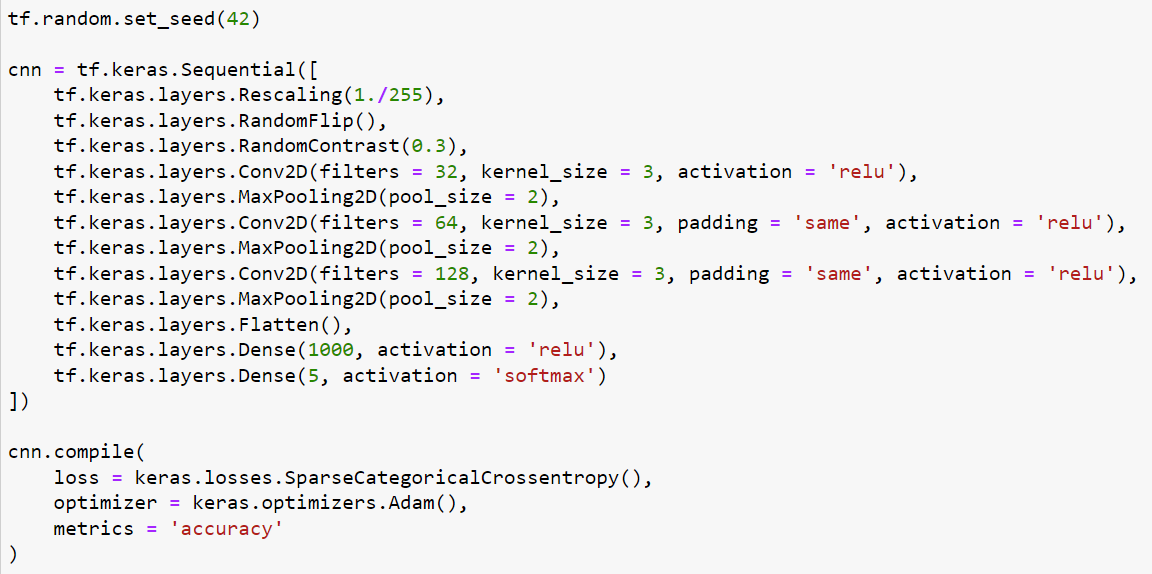 tf.random.set_seed(42)

cnn = tf.keras.Sequential([
    tf.keras.layers.Rescaling(1./255),
    tf.keras.layers.RandomFlip(),
    tf.keras.layers.RandomContrast(0.3),
    tf.keras.layers.Conv2D(filters = 32, kernel_size = 3, activation = 'relu'),
    tf.keras.layers.MaxPooling2D(pool_size = 2),
    tf.keras.layers.Conv2D(filters = 64, kernel_size = 3, padding = 'same', activation = 'relu'),
    tf.keras.layers.MaxPooling2D(pool_size = 2),
    tf.keras.layers.Conv2D(filters = 128, kernel_size = 3, padding = 'same', activation = 'relu'),
    tf.keras.layers.MaxPooling2D(pool_size = 2),
    tf.keras.layers.Flatten(),
    tf.keras.layers.Dense(1000, activation = 'relu'),
    tf.keras.layers.Dense(5, activation = 'softmax')
])

cnn.compile(
    loss = keras.losses.SparseCategoricalCrossentropy(),
    optimizer = keras.optimizers.Adam(),
    metrics = 'accuracy'
)